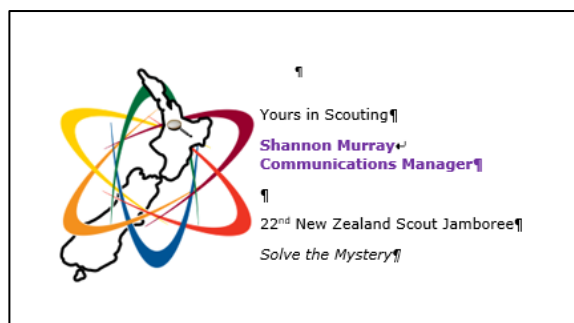 ¶
Yours in Scouting¶
Shannon Murray↵
Communications Manager¶
¶
22nd New Zealand Scout Jamboree¶
Solve the Mystery¶